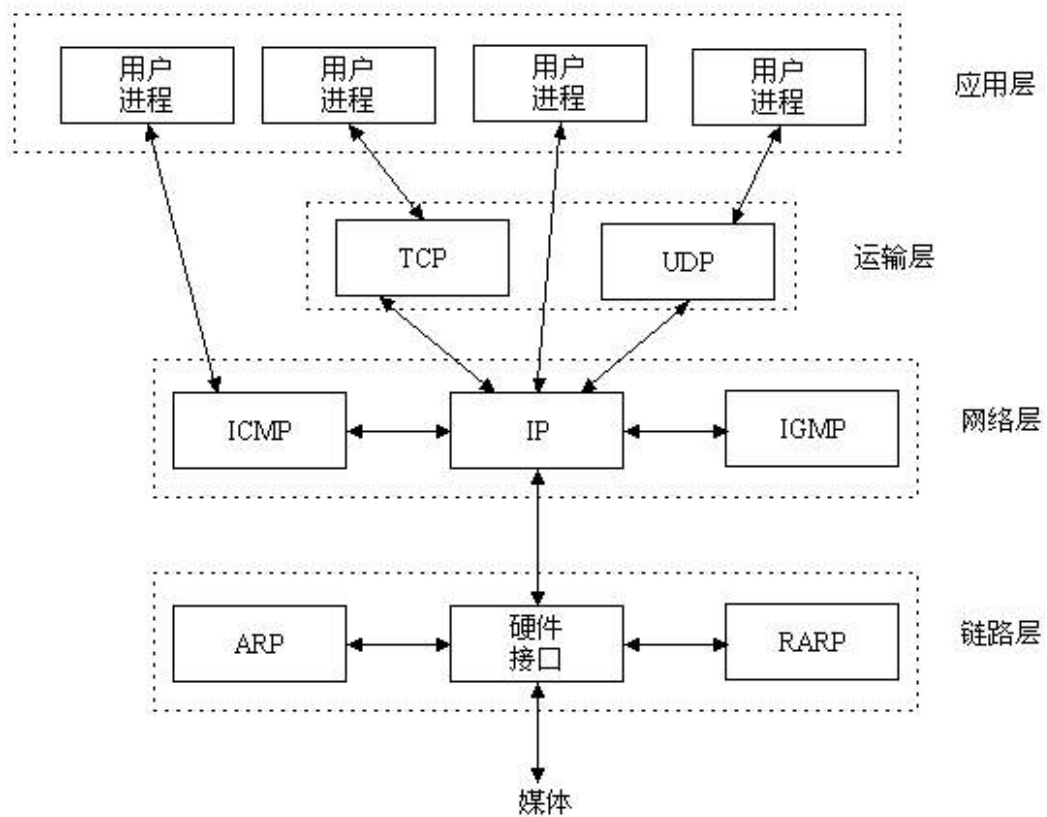 用户
进程
用户
进程
用户
进程
用户
进程
应用层
TCP
UDP
运输层
ICMP
IP
IGMP
网络层
ARP
硬件
接口
RARP
链路层
媒体